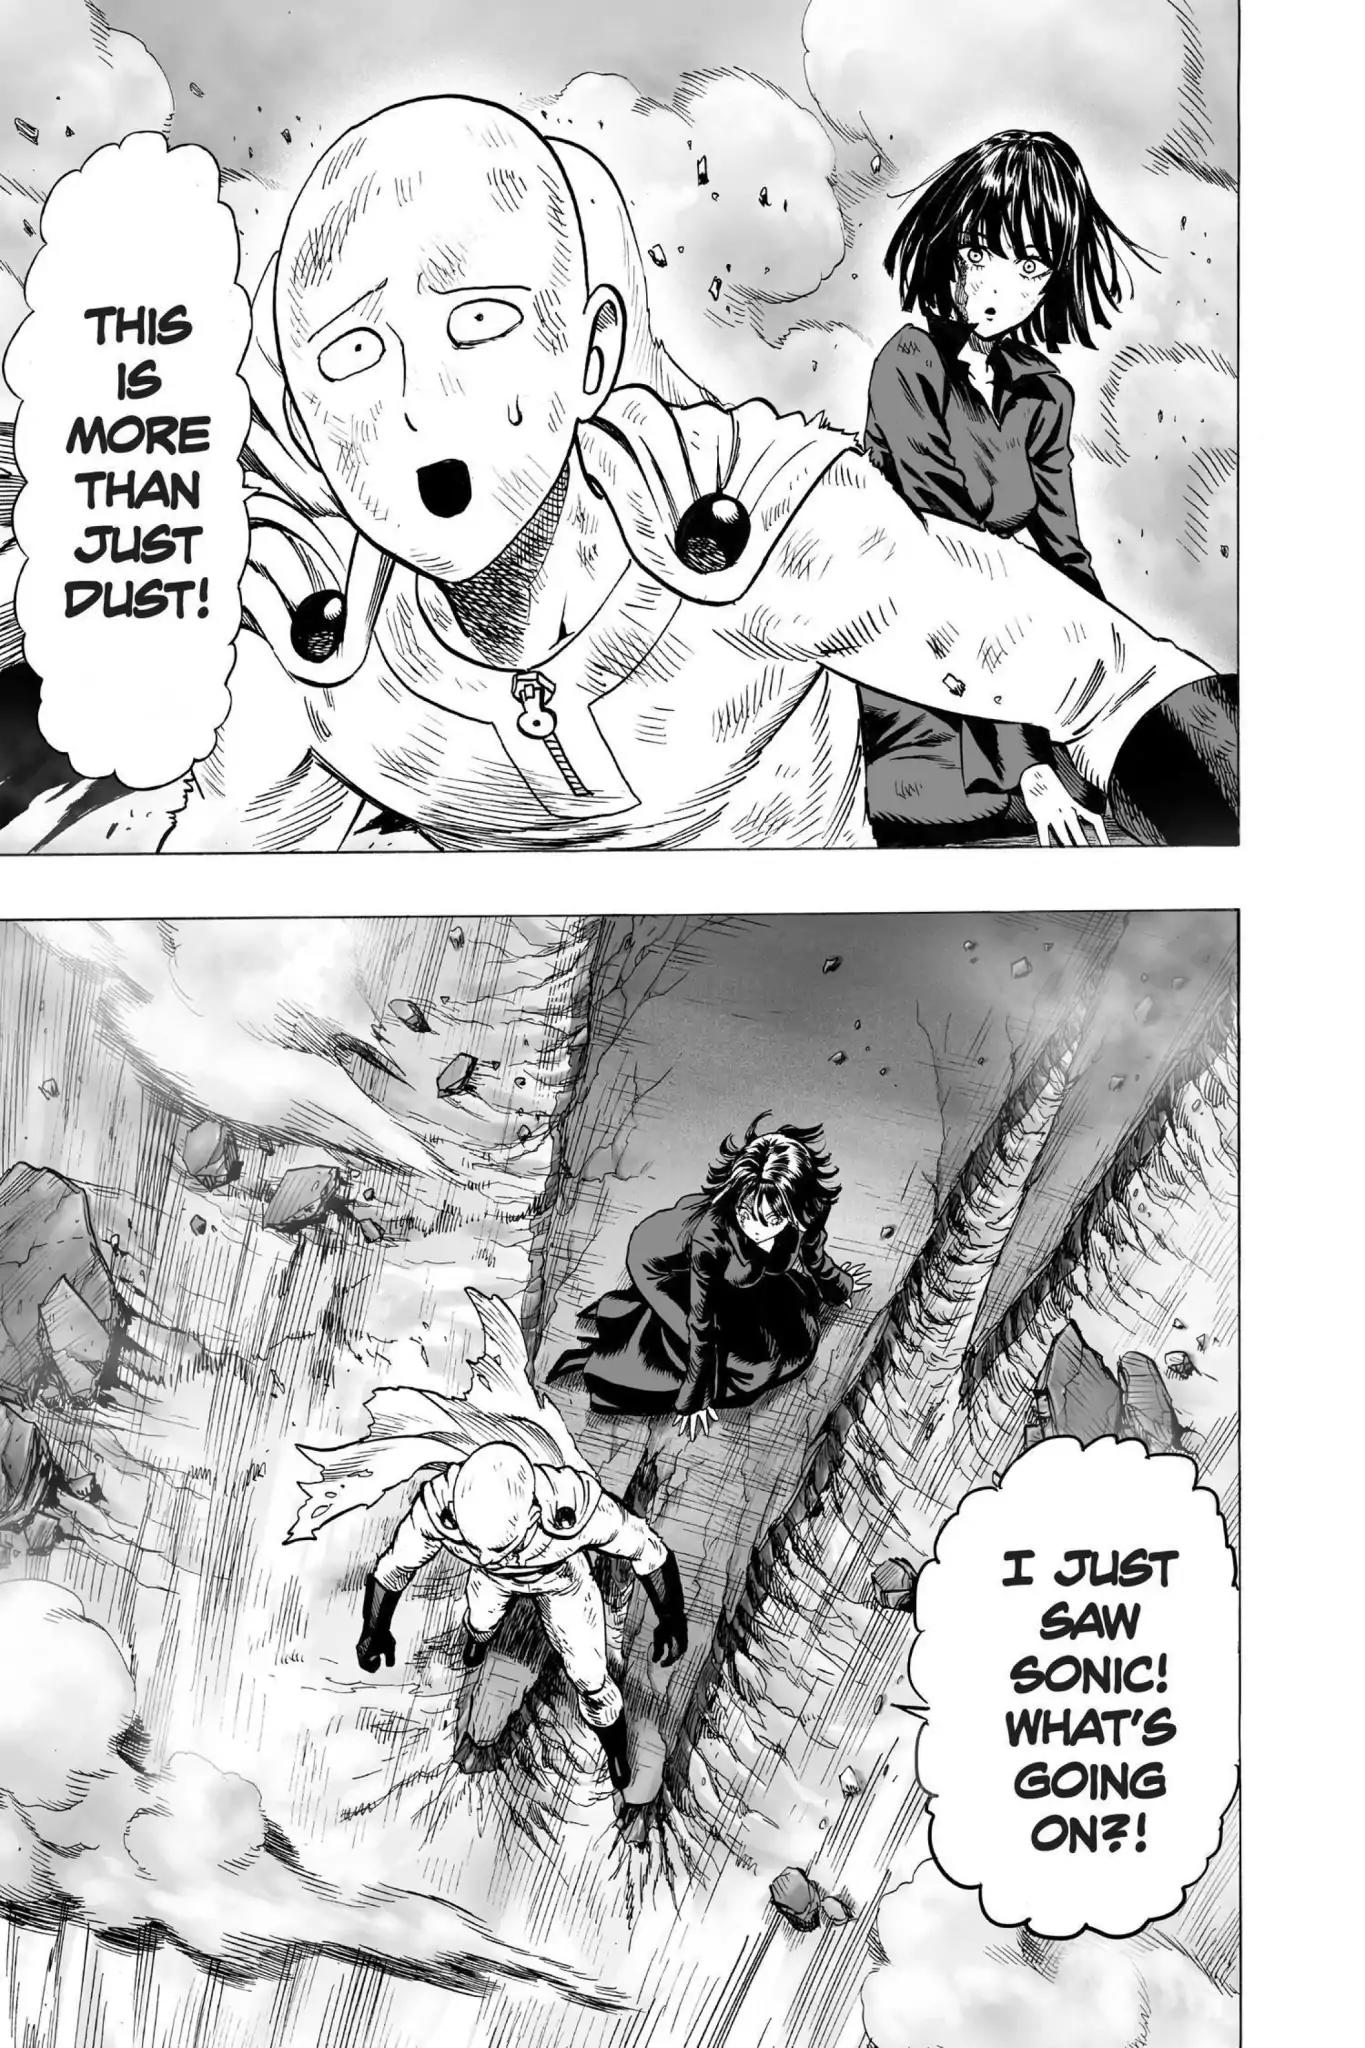 THIS
IS
MORE
THAN
JUST
DUST!
I JUST
SAW
SONIC!
WHAT'S
GOING
ON?!